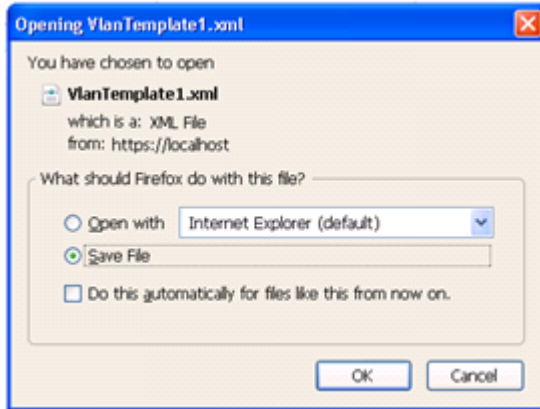 Opening VlanTemplate1.xml
You have chosen to open
VlanTemplate1.xml
which is a: XML File
from: https://localhost
What should Firefox do with this file?
Open with Internet Explorer (default)
Save File
Do this automatically for files like this from now on.
OK Cancel